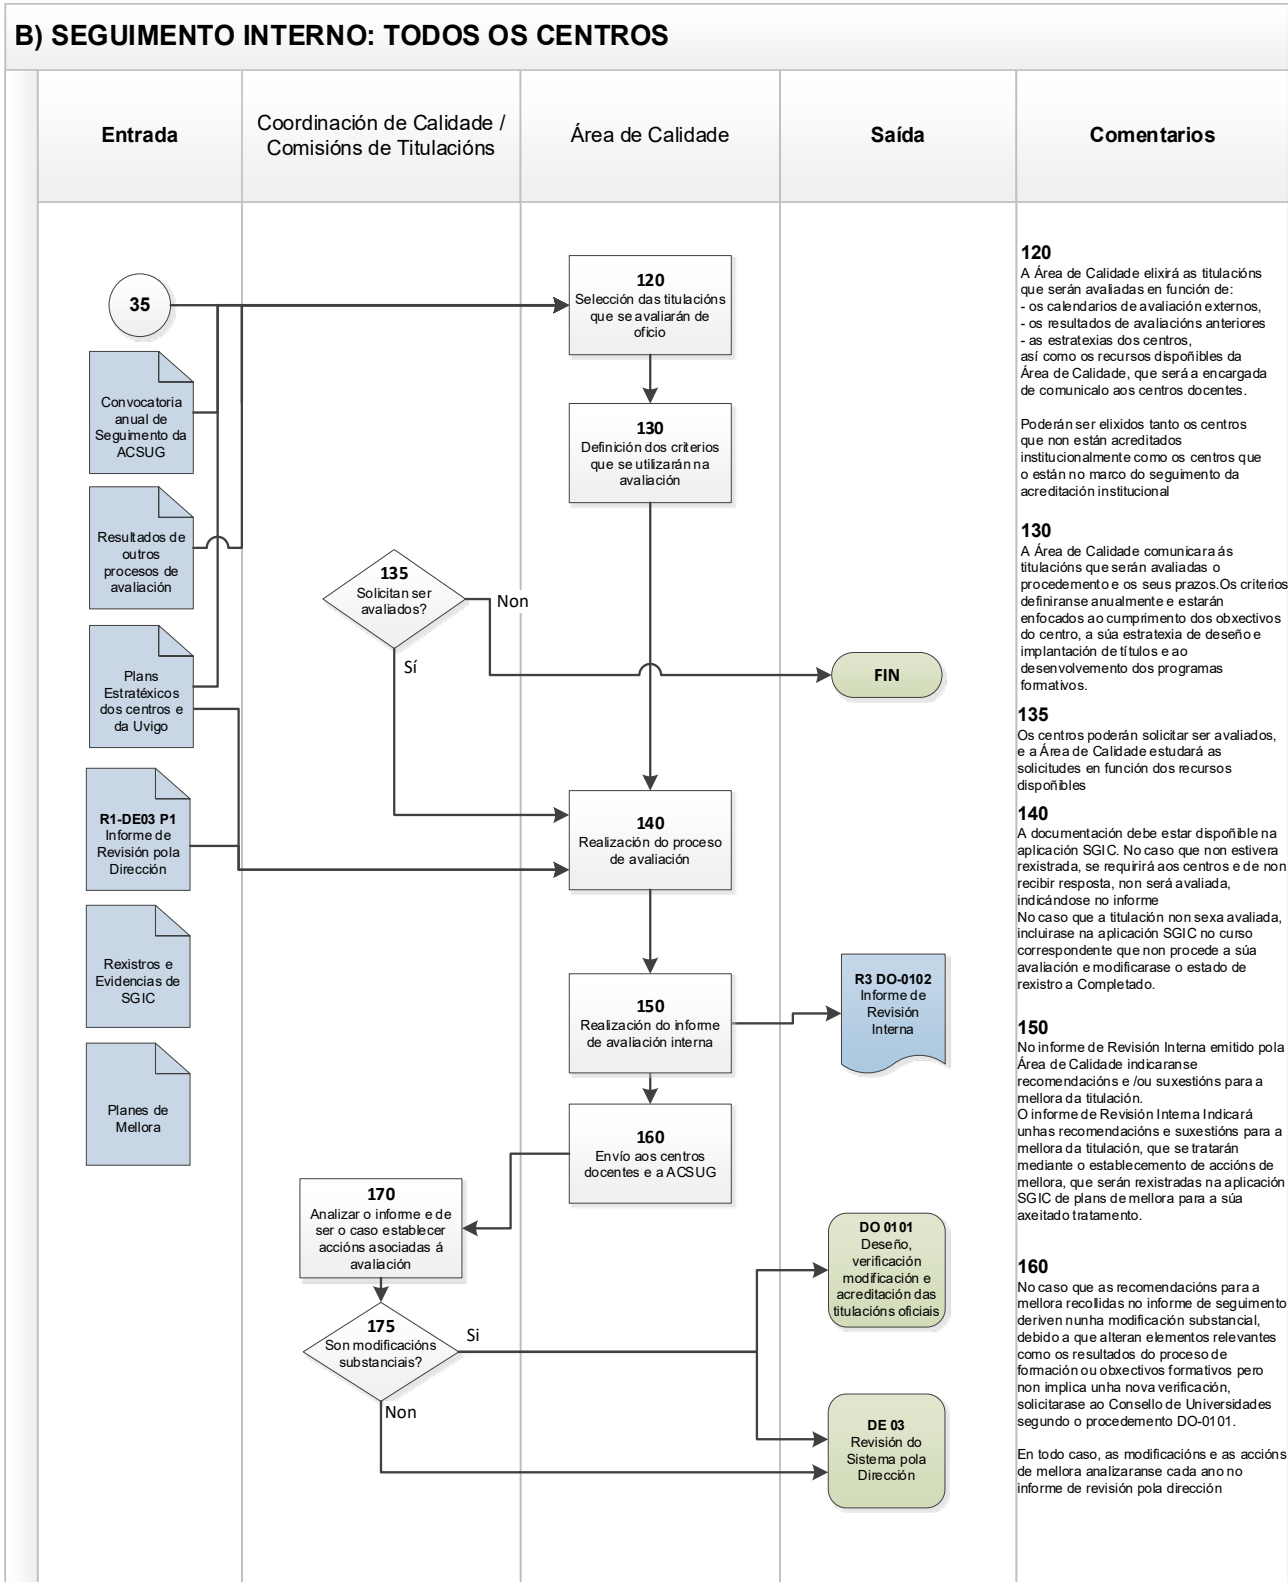 B) SEGUIMENTO INTERNO: TODOS OS CENTROS
Entrada
Coordinación de Calidade /
Comisións de Titulacións
Área de Calidade
Saída
Comentarios
35
Convocatoria
anual de
Seguimento da
ACSUG
Resultados de
outros
procesos de
avaliación
Plans
Estratéxicos
dos centros e
da Uvigo
R1-DE03 P1
Informe de
Revisión pola
Dirección
Rexistros e
Evidencias de
SGIC
Planes de
Mellora
135
Solicitan ser
avaliados?
Non
Sí
170
Analizar o informe e de
ser o caso establecer
accións asociadas á
avaliación
175
Son modificacións
substanciais?
Si
Non
120
Selección das titulacións
que se avaliarán de
oficio
130
Definición dos criterios
que se utilizarán na
avaliación
140
Realización do proceso
de avaliación
150
Realización do informe
de avaliación interna
160
Envío aos centros
docentes e a ACSUG
FIN
R3 DO-0102
Informe de
Revisión
Interna
DO 0101
Deseño,
verificación
modificación e
acreditación das
titulacións oficiais
DE 03
Revisión do
Sistema pola
Dirección
120
A Área de Calidade elixirá as titulacións
que serán avaliadas en función de:
- os calendarios de avaliación externos,
- os resultados de avaliacións anteriores
- as estratexias dos centros,
así como os recursos dispoñibles da
Área de Calidade, que será a encargada
de comunicalo aos centros docentes.
Poderán ser elixidos tanto os centros
que non están acreditados
institucionalmente como os centros que
o están no marco do seguimento da
acreditación institucional
130
A Área de Calidade comunicara ás
titulacións que serán avaliadas o
procedemento e os seus prazos.Os criterios
definiranse anualmente e estarán
enfocados ao cumprimento dos obxectivos
do centro, a súa estratexia de deseño e
implantación de títulos e ao
desenvolvemento dos programas
formativos.
135
Os centros poderán solicitar ser avaliados,
e a Área de Calidade estudará as
solicitudes en función dos recursos
dispoñibles
140
A documentación debe estar dispoñible na
aplicación SGIC. No caso que non estivera
rexistrada, se requirirá aos centros e de non
recibir resposta, non será avaliada,
indicándose no informe
No caso que a titulación non sexa avaliada,
incluirase na aplicación SGIC no curso
correspondente que non procede a súa
avaliación e modificarase o estado de
rexistro a Completado.
150
No informe de Revisión Interna emitido pola
Área de Calidade indicaranse
recomendacións e /ou suxestións para a
mellora da titulación.
O informe de Revisión Interna Indicará
unhas recomendacións e suxestións para a
mellora da titulación, que se tratarán
mediante o establecemento de accións de
mellora, que serán rexistradas na aplicación
SGIC de plans de mellora para a súa
axeitado tratamento.
160
No caso que as recomendacións para a
mellora recollidas no informe de seguimento
deriven nunha modificación substancial,
debido a que alteran elementos relevantes
como os resultados do proceso de
formación ou obxectivos formativos pero
non implica unha nova verificación,
solicitarase ao Consello de Universidades
segundo o procedemento DO-0101.
En todo caso, as modificacións e as accións
de mellora analizaranse cada ano no
informe de revisión pola dirección